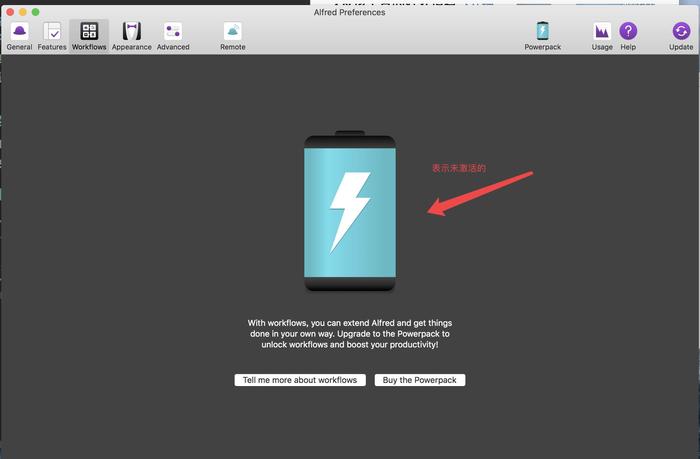 Alfred Preferences
General Features Workflows Appearance Advanced Remote Powerpack Usage Help Update
表示未激活的
With workflows, you can extend Alfred and get things
done in your own way. Upgrade to the Powerpack to
unlock workflows and boost your productivity!
Tell me more about workflows Buy the Powerpack